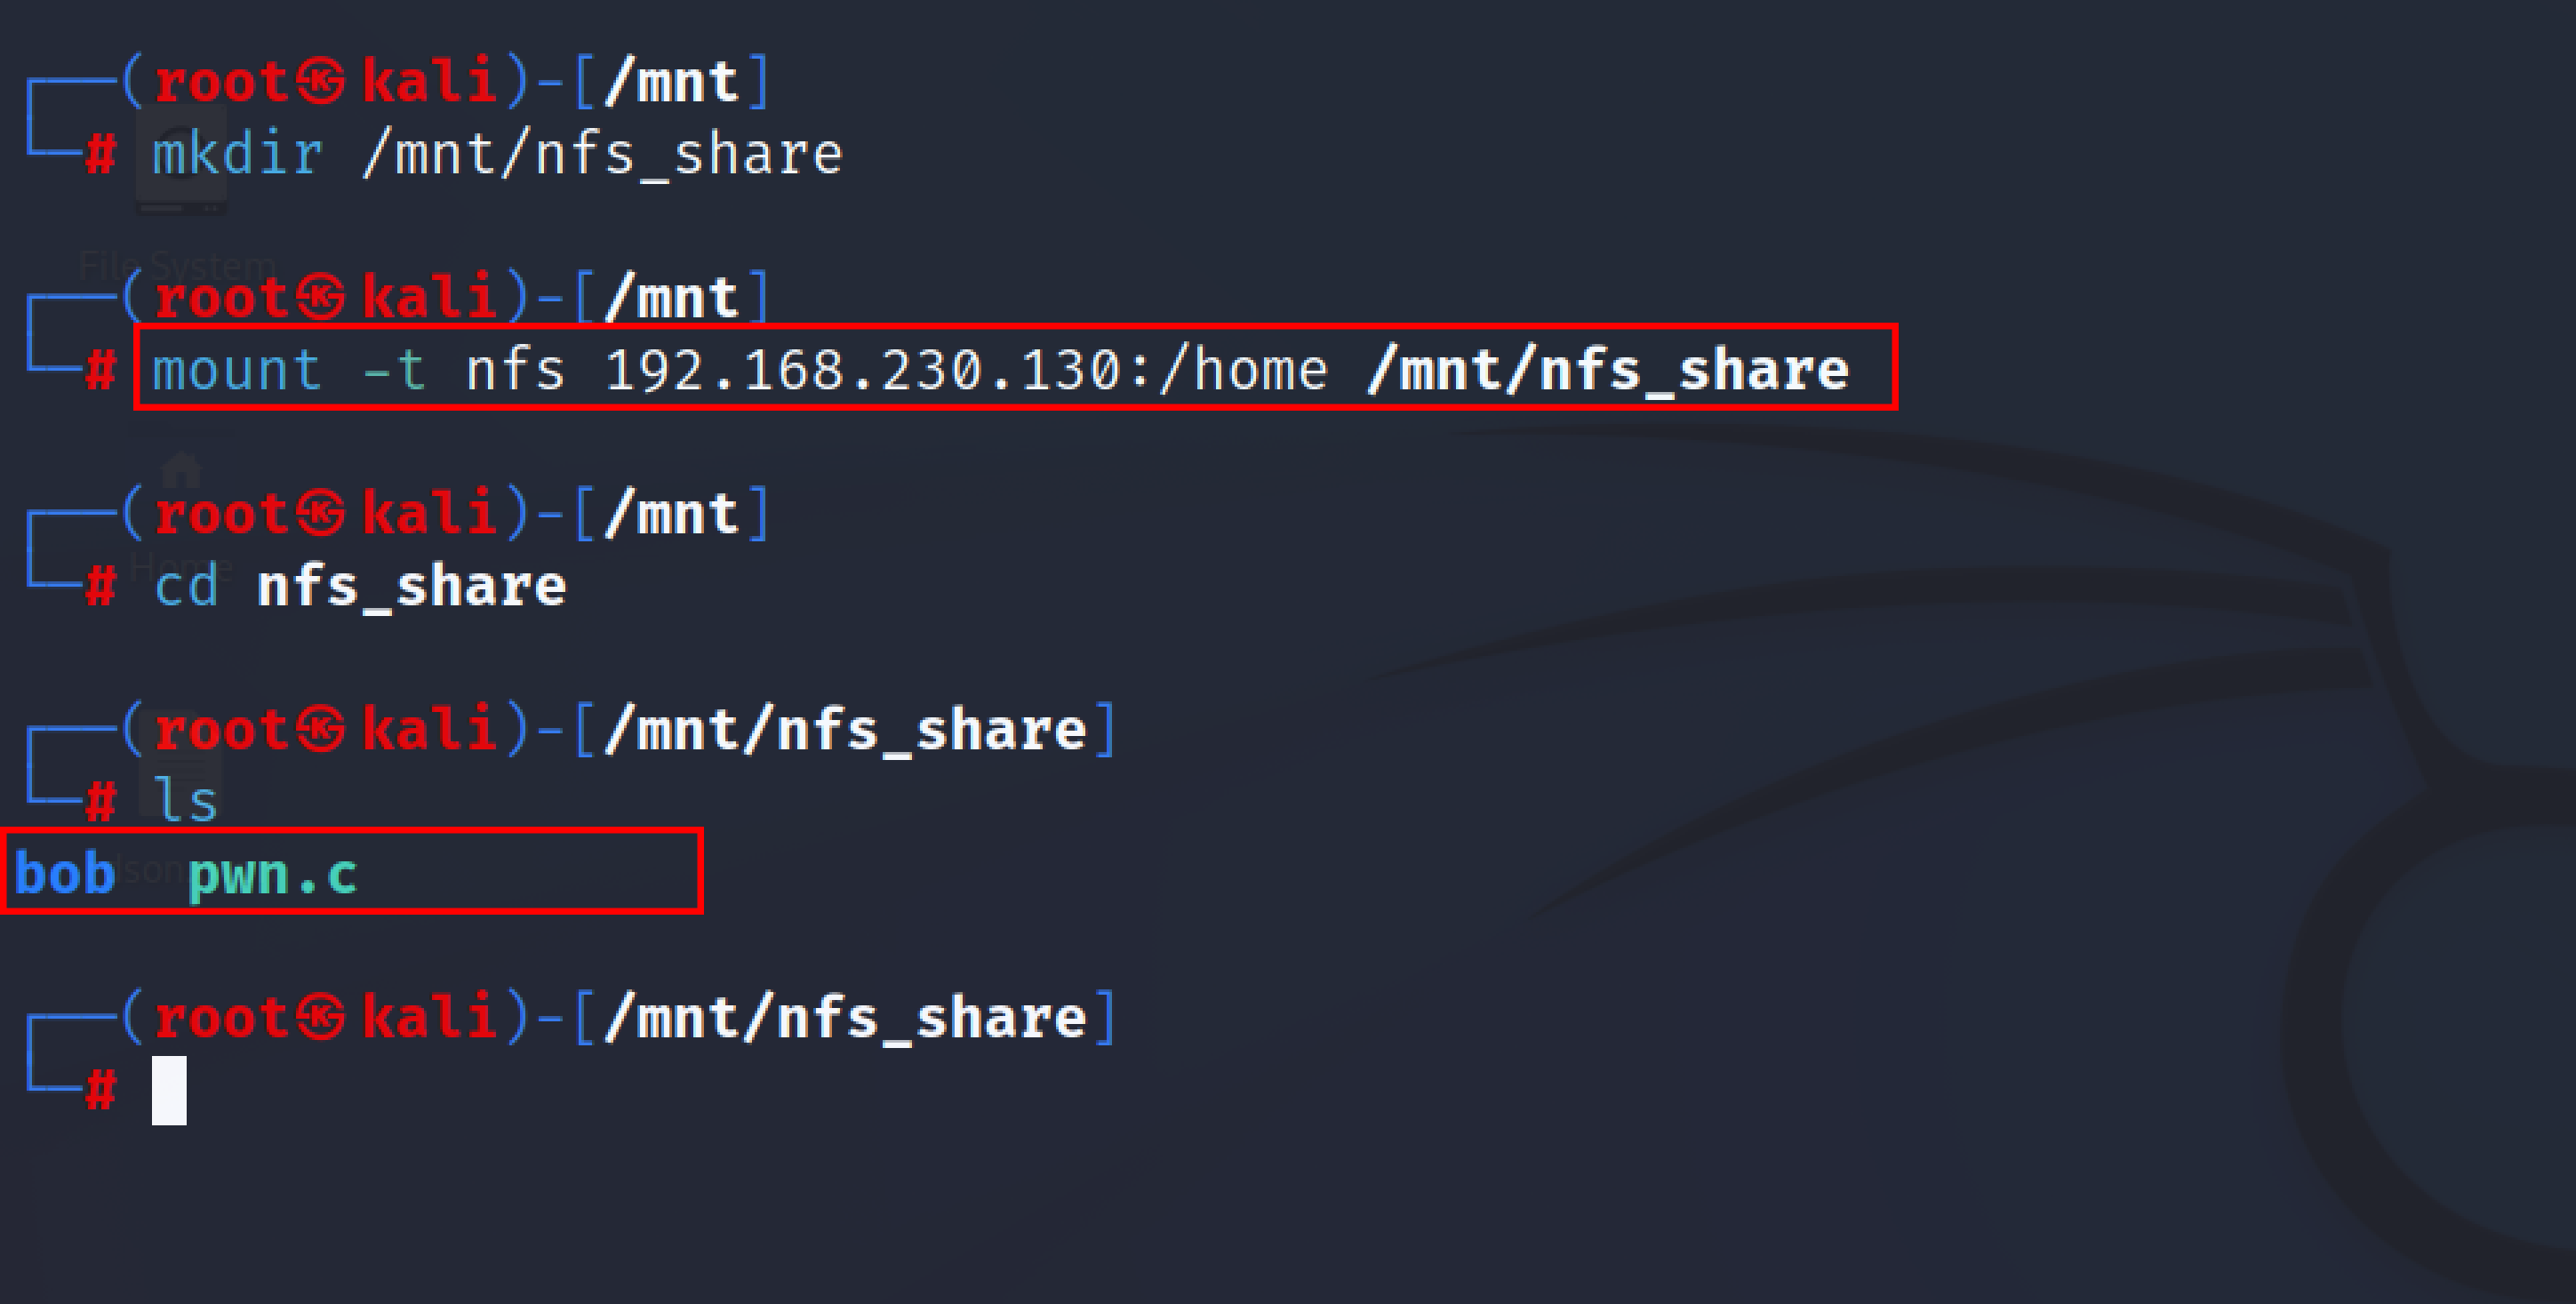 ┌──(root㉿kali)-[/mnt]
└─# mkdir /mnt/nfs_share
File System
┌──(root㉿kali)-[/mnt]
└─# mount -t nfs 192.168.230.130:/home /mnt/nfs_share
┌──(root㉿kali)-[/mnt]
Home
└─# cd nfs_share
┌──(root㉿kali)-[/mnt/nfs_share]
└─# ls
bob pwn.c
┌──(root㉿kali)-[/mnt/nfs_share]
└─#